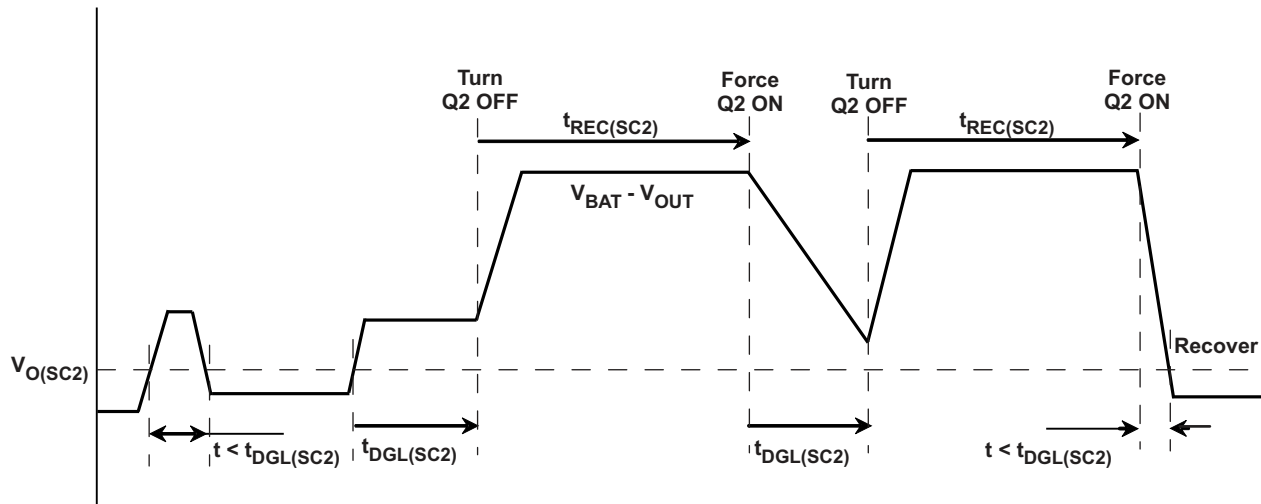 Turn
Q2 OFF
Force
Q2 ON
Turn
Q2 OFF
Force
Q2 ON
tREC(SC2)
tREC(SC2)
VBAT - VOUT
VO(SC2)
Recover
t < tDGL(SC2)
tDGL(SC2)
tDGL(SC2)
t < tDGL(SC2)